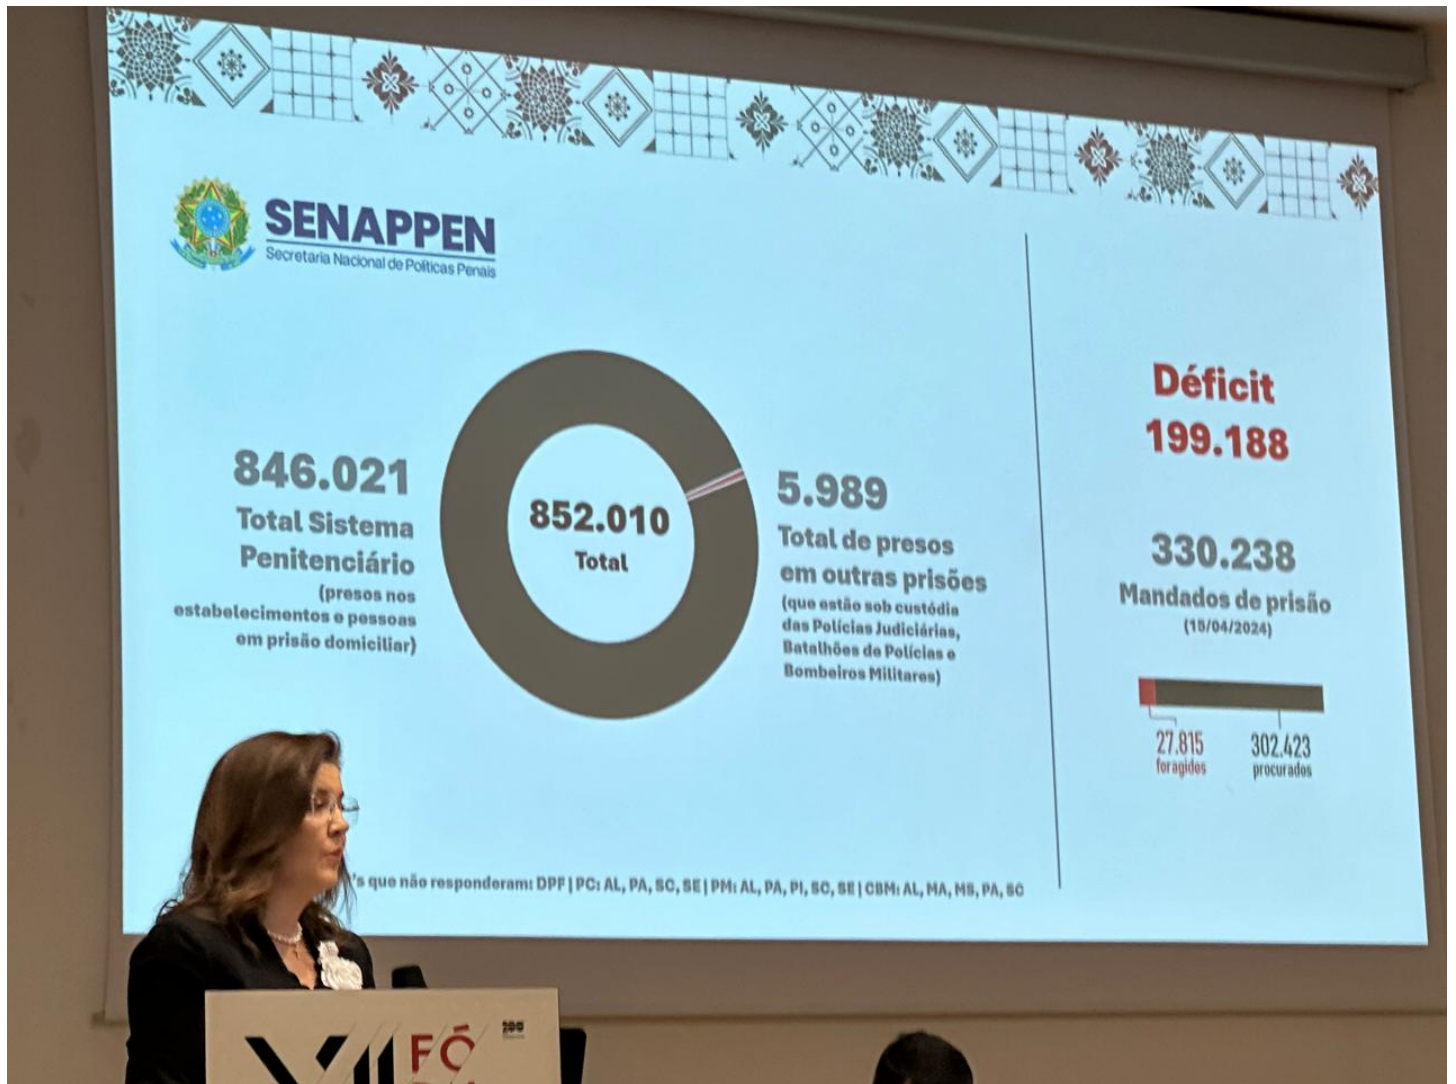 SENAPPEN
Secretaria Nacional de Políticas Penais
846.021
Total Sistema
Penitenciário
(presos nos
estabelecimentos e pessoas
em prisão domiciliar)
852.010
Total
5.989
Total de presos
em outras prisões
(que estão sob custódia
das Polícias Judiciárias,
Batalhões de Polícias e
Bombeiros Militares)
Déficit
199.188
330.238
Mandados de prisão
(15/04/2024)
27.815
foragidos
302.423
procurados
's que não responderam: DPF | PC: AL, PA, SC, SE | PM: AL, PA, PI, SC, SE | CBM: AL, MA, MS, PA, SC
XII FÓ